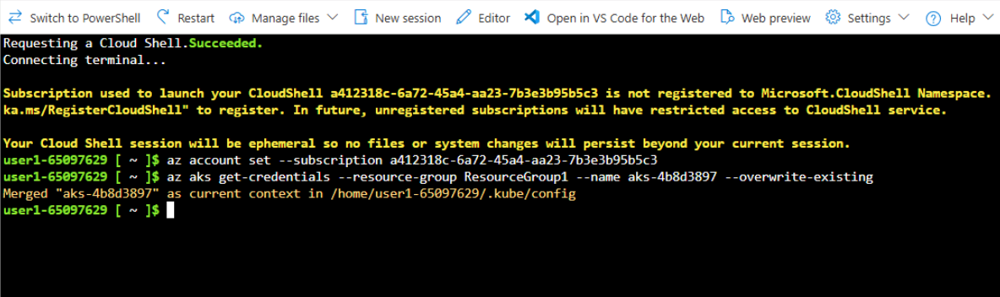 Switch to PowerShell Restart Manage files New session Editor Open in VS Code for the Web Web preview Settings Help
Requesting a Cloud Shell.Succeeded.
Connecting terminal...
Subscription used to launch your CloudShell a412318c-6a72-45a4-aa23-7b3e3b95b5c3 is not registered to Microsoft.CloudShell Namespace.
ka.ms/RegisterCloudShell" to register. In future, unregistered subscriptions will have restricted access to CloudShell service.
Your Cloud Shell session will be ephemeral so no files or system changes will persist beyond your current session.
user1-65097629 [ ~ ]$ az account set --subscription a412318c-6a72-45a4-aa23-7b3e3b95b5c3
user1-65097629 [ ~ ]$ az aks get-credentials --resource-group ResourceGroup1 --name aks-4b8d3897 --overwrite-existing
Merged "aks-4b8d3897" as current context in /home/user1-65097629/.kube/config
user1-65097629 [ ~ ]$